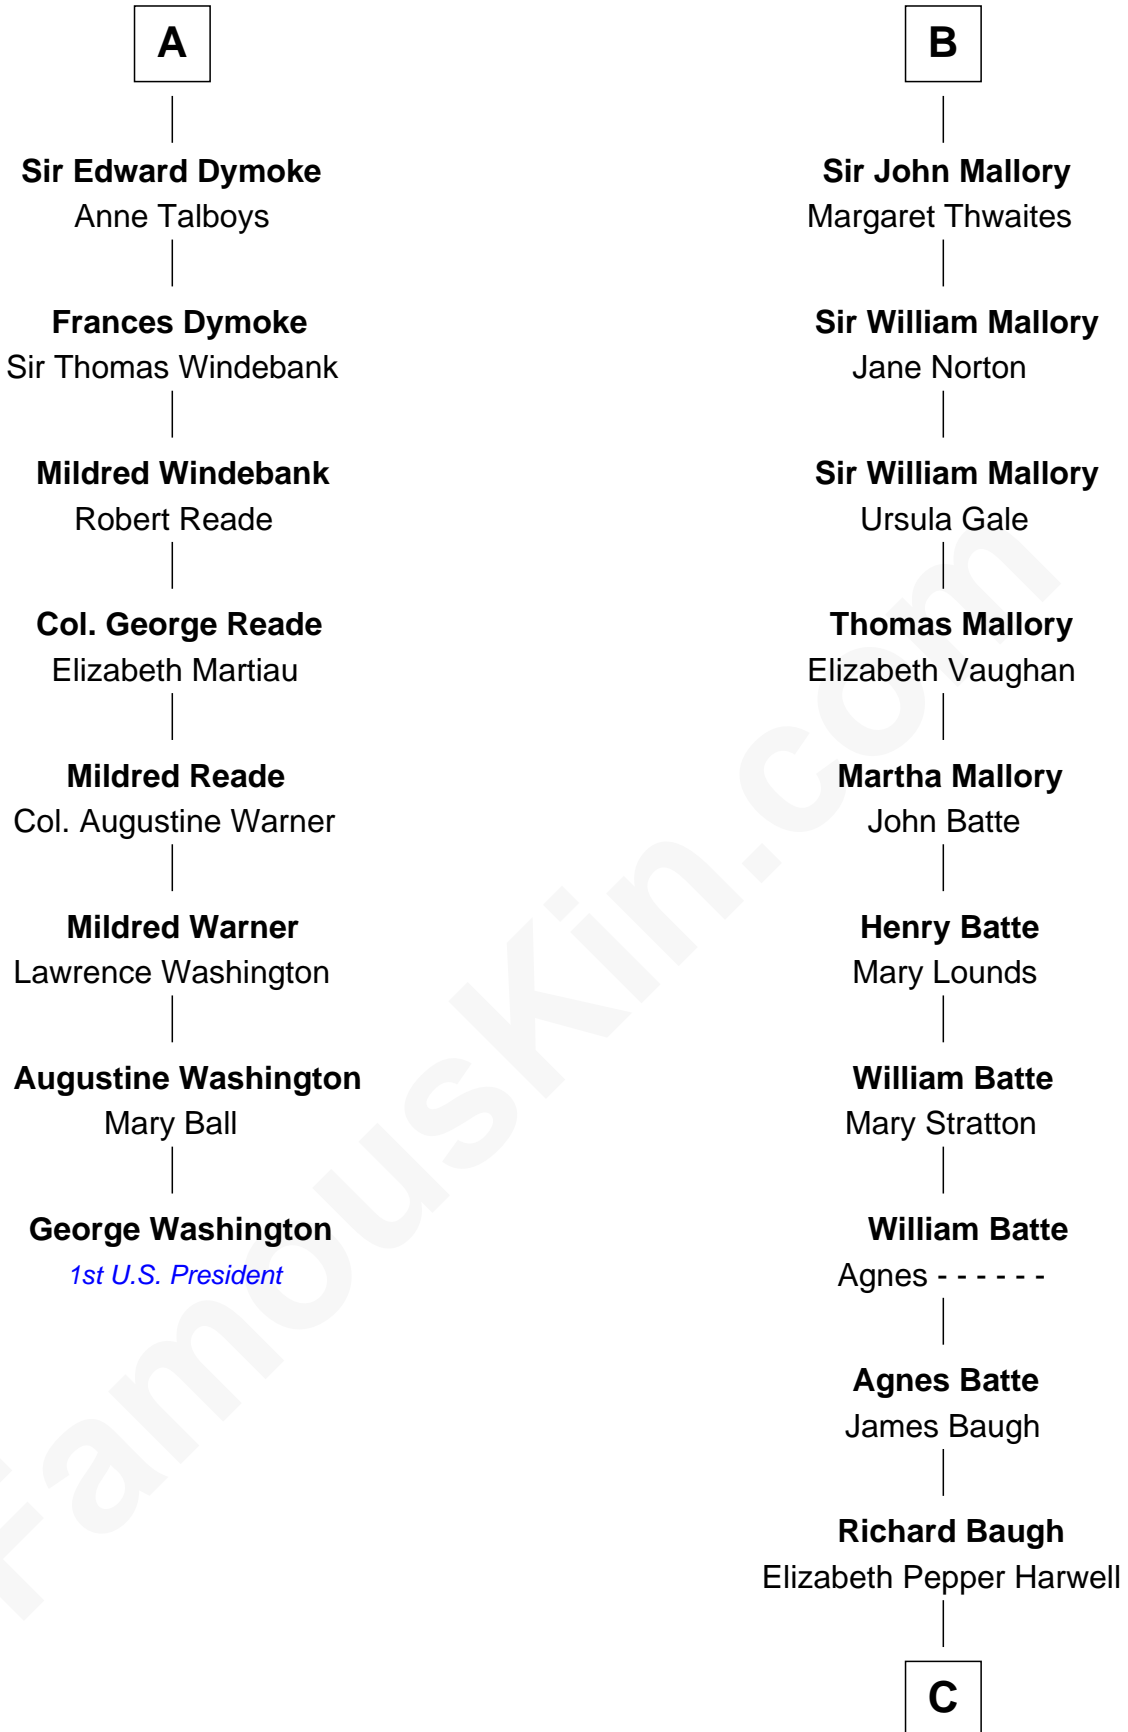 A
Sir Edward Dymoke
Anne Talboys
Frances Dymoke
Sir Thomas Windebank
Mildred Windebank
Robert Reade
Col. George Reade
Elizabeth Martiau
Mildred Reade
Col. Augustine Warner
Mildred Warner
Lawrence Washington
Augustine Washington
Mary Ball
George Washington
1st U.S. President
B
Sir John Mallory
Margaret Thwaites
Sir William Mallory
Jane Norton
Sir William Mallory
Ursula Gale
Thomas Mallory
Elizabeth Vaughan
Martha Mallory
John Batte
Henry Batte
Mary Lounds
William Batte
Mary Stratton
William Batte
Agnes - - - - - -
Agnes Batte
James Baugh
Richard Baugh
Elizabeth Pepper Harwell
C
FamousKin.com